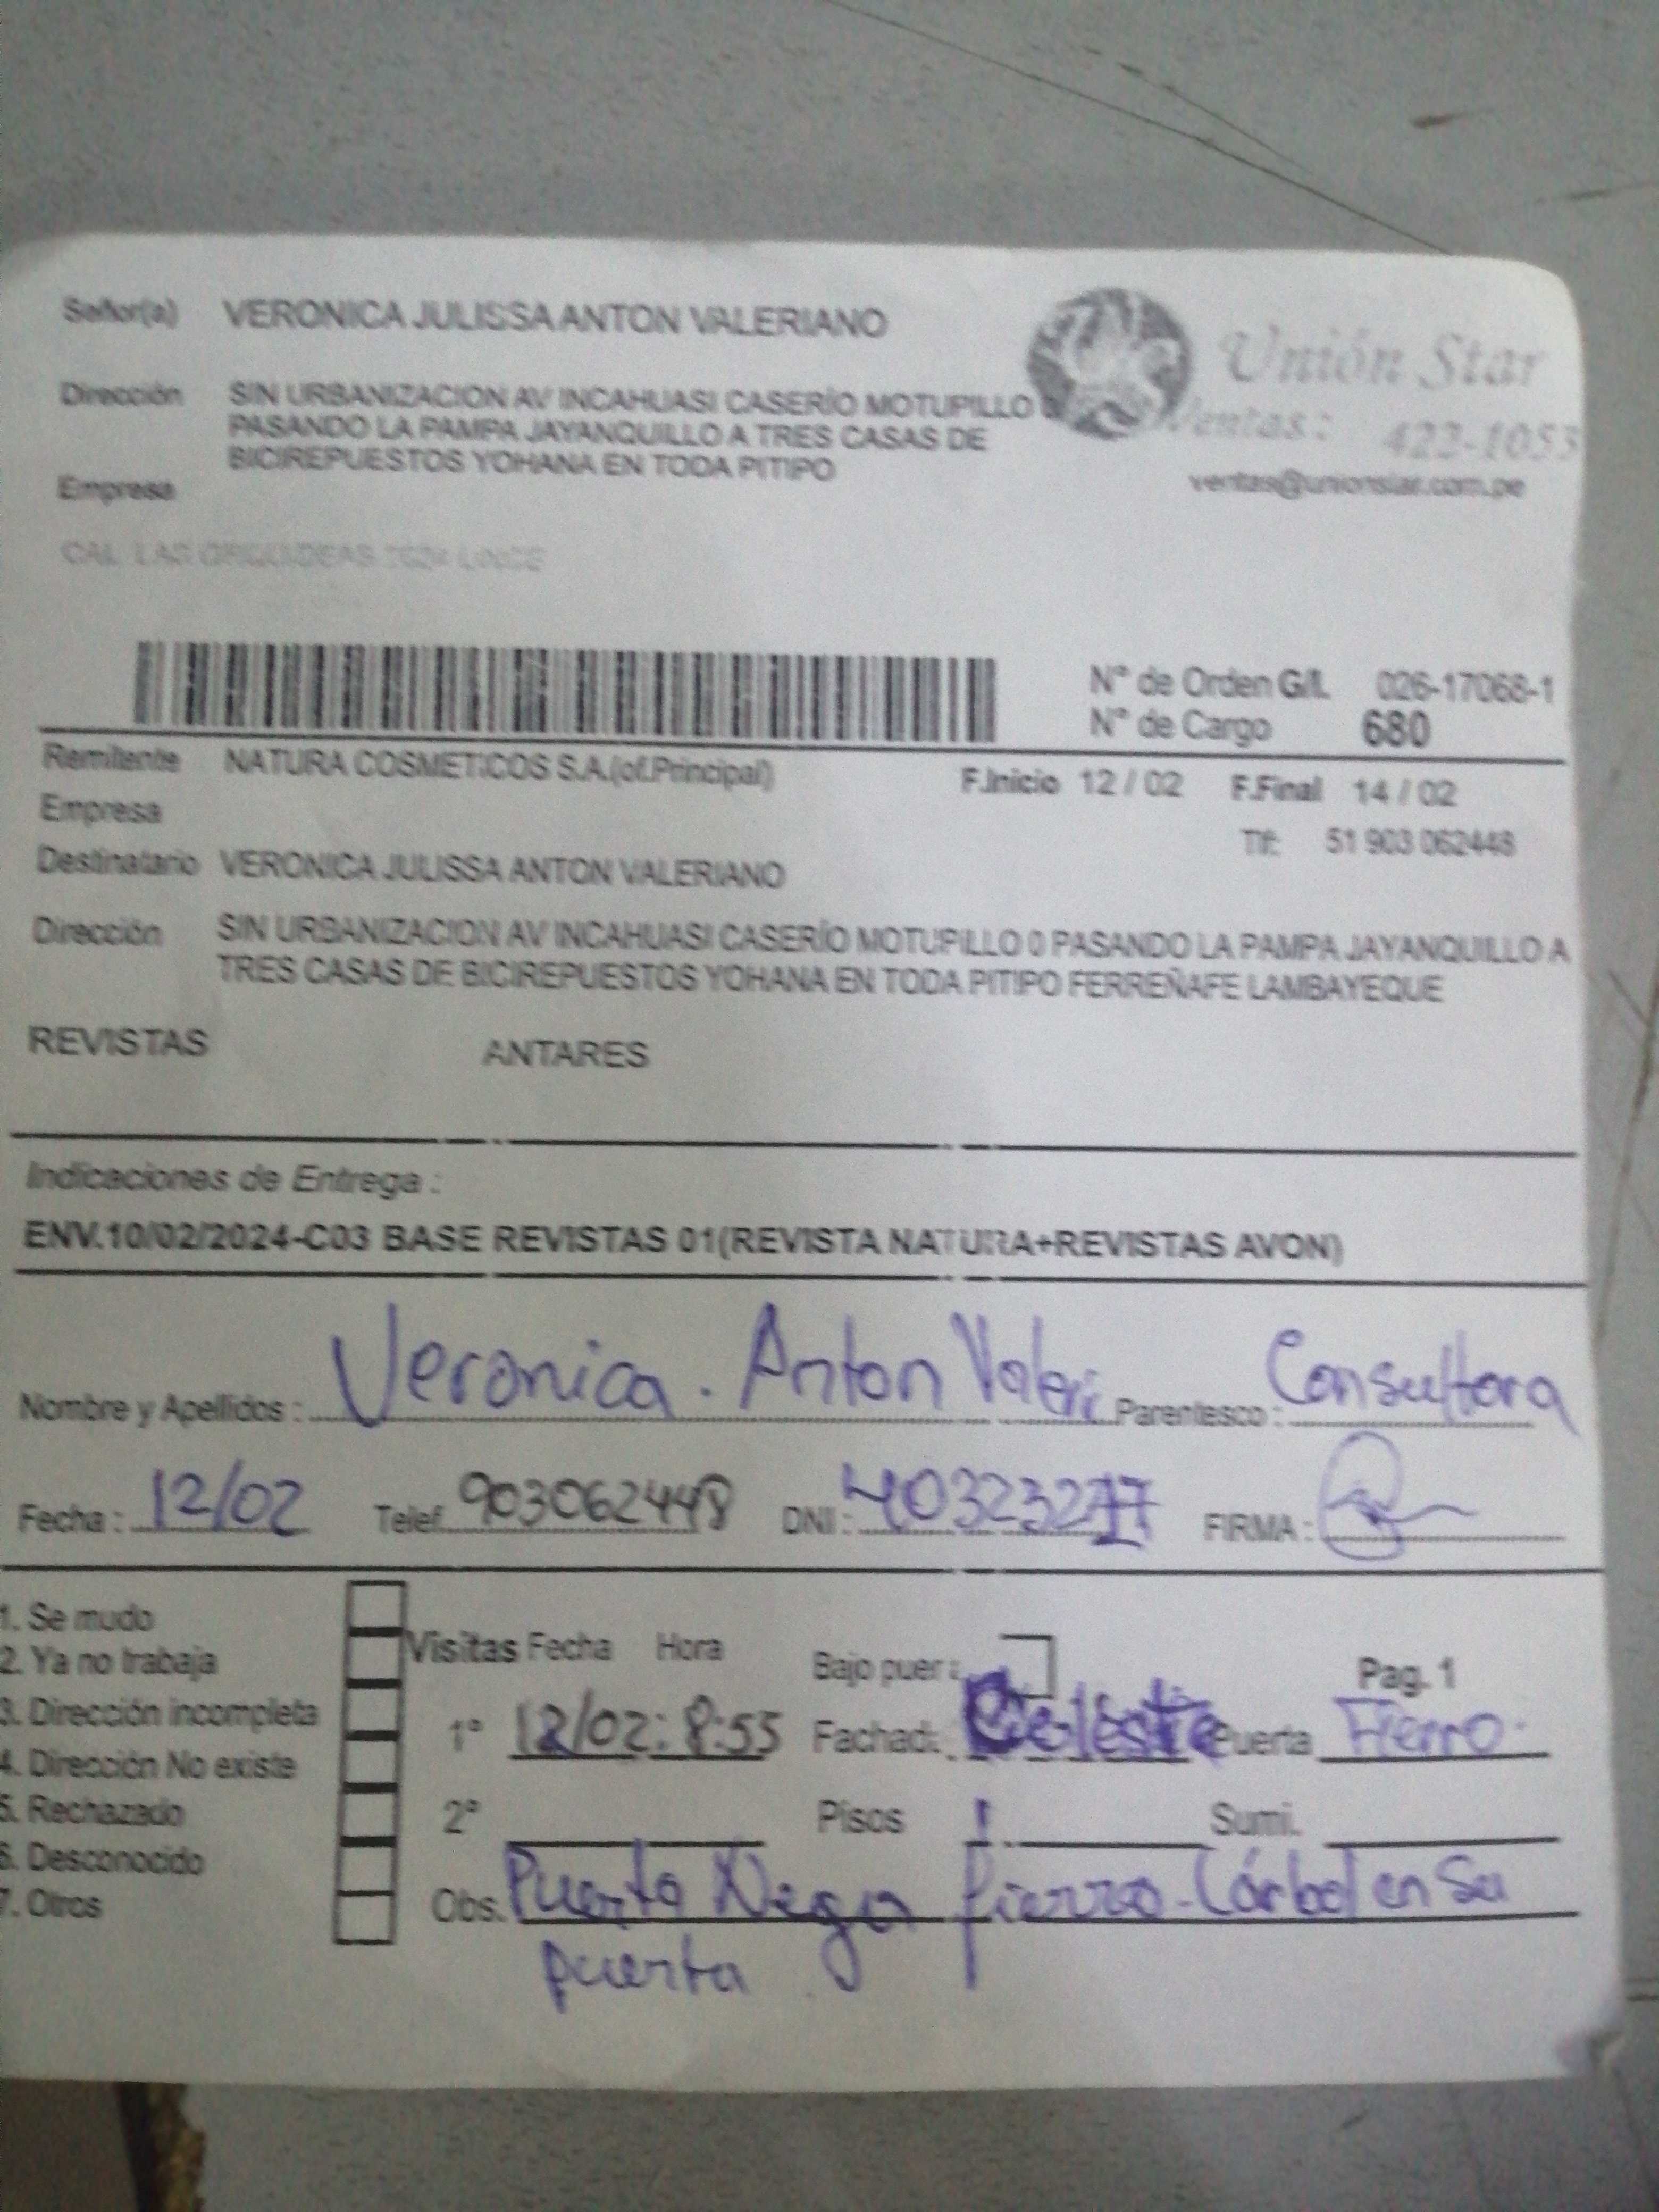 Señor(a) VERONICA JULISSA ANTON VALERIANO
Unión Star
Dirección SIN URBANIZACION AV INCAHUASI CASERÍO MOTUPILLO
PASANDO LA PAMPA JAYANQUILLO A TRES CASAS DE
BICIREPUESTOS YOHANA EN TODA PITIPO
Ventas: 422-1053
ventas@unionstar.com.pe
Empresa
CAL. LAS ORQUIDEAS LINCE
N° de Orden G/L 026-17068-1
N° de Cargo 680
Remitente NATURA COSMETICOS S.A.(of.Principal) F.Inicio 12 / 02 F.Final 14 / 02
Empresa
Tlf: 51 903 062448
Destinatario VERONICA JULISSA ANTON VALERIANO
Dirección SIN URBANIZACION AV INCAHUASI CASERÍO MOTUPILLO 0 PASANDO LA PAMPA JAYANQUILLO A
TRES CASAS DE BICIREPUESTOS YOHANA EN TODA PITIPO FERREÑAFE LAMBAYEQUE
REVISTAS ANTARES
Indicaciones de Entrega :
ENV.10/02/2024-C03 BASE REVISTAS 01(REVISTA NATURA+REVISTAS AVON)
Nombre y Apellidos : Veronica. Anton Valeri Parentesco : Consultora
Fecha : 12/02 Telef. 903062448 DNI : FIRMA :
1. Se mudo
2. Ya no trabaja
3. Dirección incompleta
4. Dirección No existe
5. Rechazado
6. Desconocido
7. Otros
Visitas Fecha Hora Bajo puer Pag. 1
1° 12/02: 8:55 Fachad: Celeste Puerta Fierro.
2° Pisos 1 Sumi.
Obs. Puerta Negra fierro - en Su
puerta